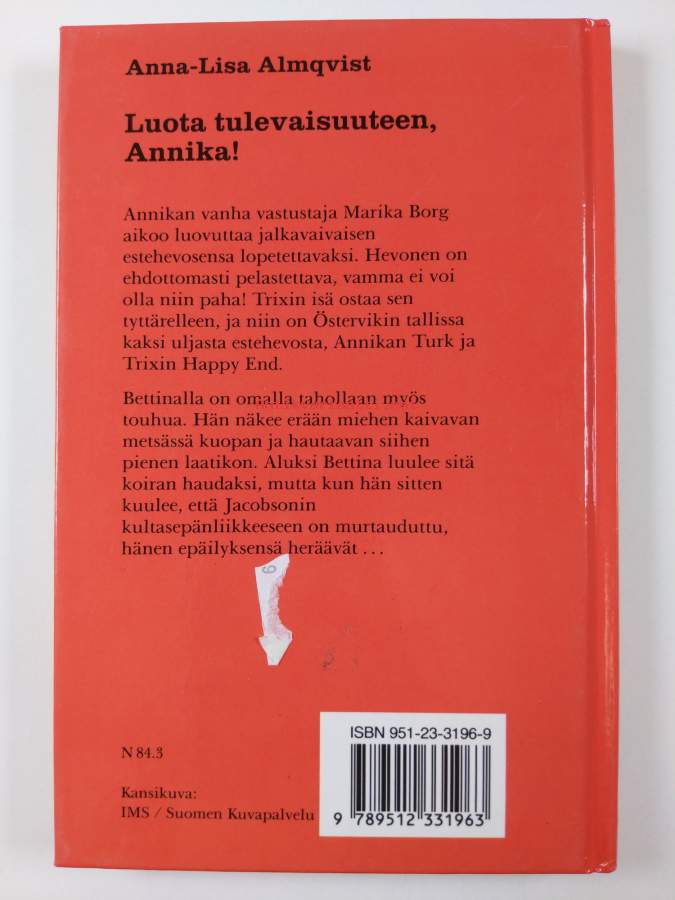 Anna-Lisa Almqvist
Luota tulevaisuuteen,
Annika!
Annikan vanha vastustaja Marika Borg
aikoo luovuttaa jalkavaivaisen
estehevosensa lopetettavaksi. Hevonen on
ehdottomasti pelastettava, vamma ei voi
olla niin paha! Trixin isä ostaa sen
tyttärelleen, ja niin on Östervikin tallissa
kaksi uljasta estehevosta, Annikan Turk ja
Trixin Happy End.
Bettinalla on omalla tahollaan myös
touhua. Hän näkee erään miehen kaivavan
metsässä kuopan ja hautaavan siihen
pienen laatikon. Aluksi Bettina luulee sitä
koiran haudaksi, mutta kun hän sitten
kuulee, että Jacobsonin
kultasepänliikkeeseen on murtauduttu,
hänen epäilyksensä heräävät . . .
6
N 84.3
ISBN 951-23-3196-9
Kansikuva:
IMS / Suomen Kuvapalvelu
9 789512 331963